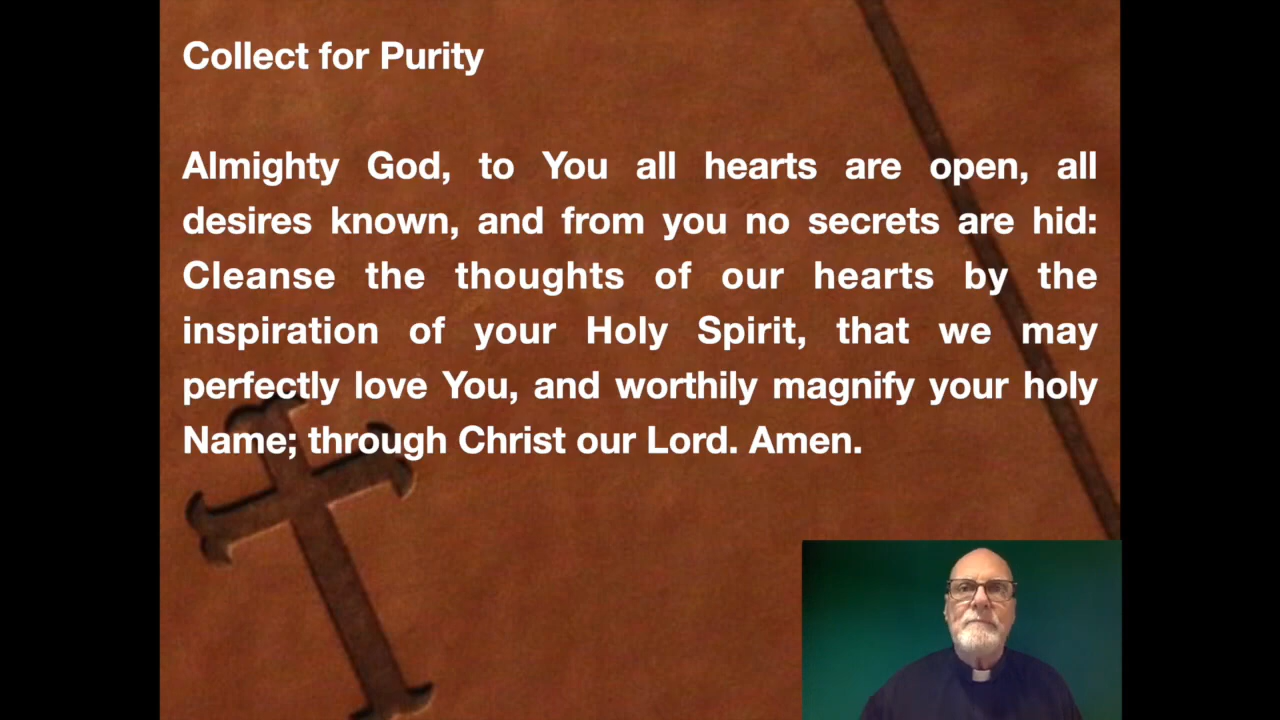 Collect for Purity
Almighty God, to You all hearts are open, all
desires known, and from you no secrets are hid:
Cleanse the thoughts of our hearts by the
inspiration of your Holy Spirit, that we may
perfectly love You, and worthily magnify your holy
Name; through Christ our Lord. Amen.